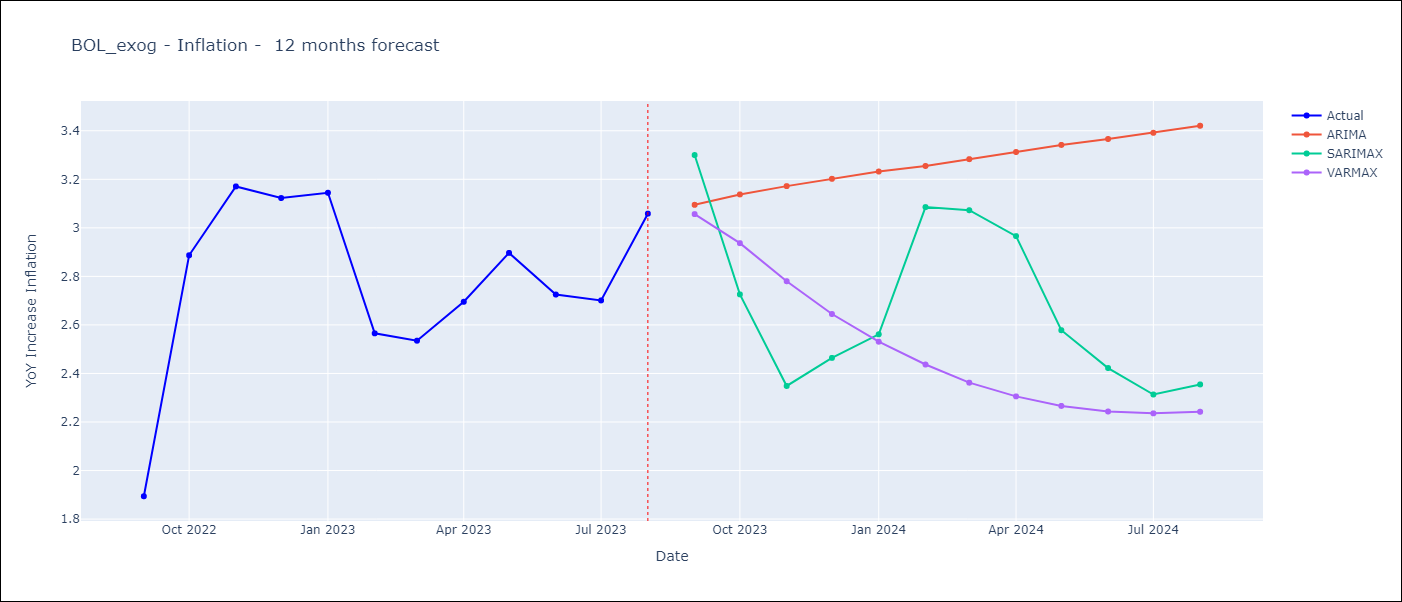 BOL_exog - Inflation -  12 months forecast
Actual
ARIMA
SARIMAX
VARMAX
YoY Increase Inflation
3.4
3.2
3
2.8
2.6
2.4
2.2
2
1.8
Oct 2022
Jan 2023
Apr 2023
Jul 2023
Oct 2023
Jan 2024
Apr 2024
Jul 2024
Date